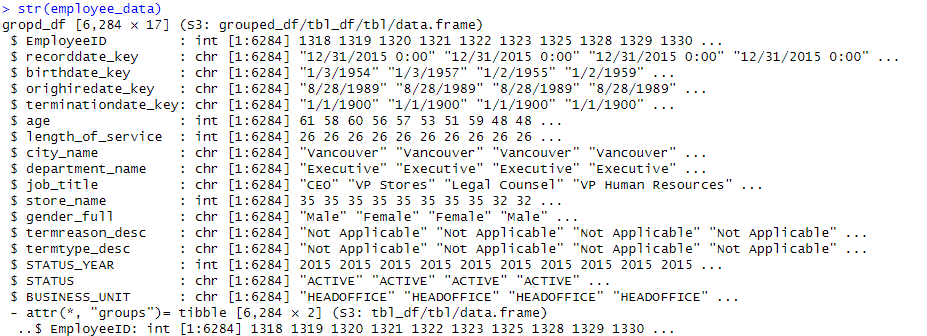 > str(employee_data)
gropd_df [6,284 × 17] (S3: grouped_df/tbl_df/tbl/data.frame)
 $ EmployeeID         : int [1:6284] 1318 1319 1320 1321 1322 1323 1325 1328 1329 1330 ...
 $ recorddate_key     : chr [1:6284] "12/31/2015 0:00" "12/31/2015 0:00" "12/31/2015 0:00" "12/31/2015 0:00" ...
 $ birthdate_key      : chr [1:6284] "1/3/1954" "1/3/1957" "1/2/1955" "1/2/1959" ...
 $ orighiredate_key   : chr [1:6284] "8/28/1989" "8/28/1989" "8/28/1989" "8/28/1989" ...
 $ terminationdate_key: chr [1:6284] "1/1/1900" "1/1/1900" "1/1/1900" "1/1/1900" ...
 $ age                : int [1:6284] 61 58 60 56 57 53 51 59 48 48 ...
 $ length_of_service  : int [1:6284] 26 26 26 26 26 26 26 26 26 26 ...
 $ city_name          : chr [1:6284] "Vancouver" "Vancouver" "Vancouver" "Vancouver" ...
 $ department_name    : chr [1:6284] "Executive" "Executive" "Executive" "Executive" ...
 $ job_title          : chr [1:6284] "CEO" "VP Stores" "Legal Counsel" "VP Human Resources" ...
 $ store_name         : int [1:6284] 35 35 35 35 35 35 35 35 32 32 ...
 $ gender_full        : chr [1:6284] "Male" "Female" "Female" "Male" ...
 $ termreason_desc    : chr [1:6284] "Not Applicable" "Not Applicable" "Not Applicable" "Not Applicable" ...
 $ termtype_desc      : chr [1:6284] "Not Applicable" "Not Applicable" "Not Applicable" "Not Applicable" ...
 $ STATUS_YEAR        : int [1:6284] 2015 2015 2015 2015 2015 2015 2015 2015 2015 2015 ...
 $ STATUS             : chr [1:6284] "ACTIVE" "ACTIVE" "ACTIVE" "ACTIVE" ...
 $ BUSINESS_UNIT      : chr [1:6284] "HEADOFFICE" "HEADOFFICE" "HEADOFFICE" "HEADOFFICE" ...
 - attr(*, "groups")= tibble [6,284 × 2] (S3: tbl_df/tbl/data.frame)
  ..$ EmployeeID: int [1:6284] 1318 1319 1320 1321 1322 1323 1325 1328 1329 1330 ...